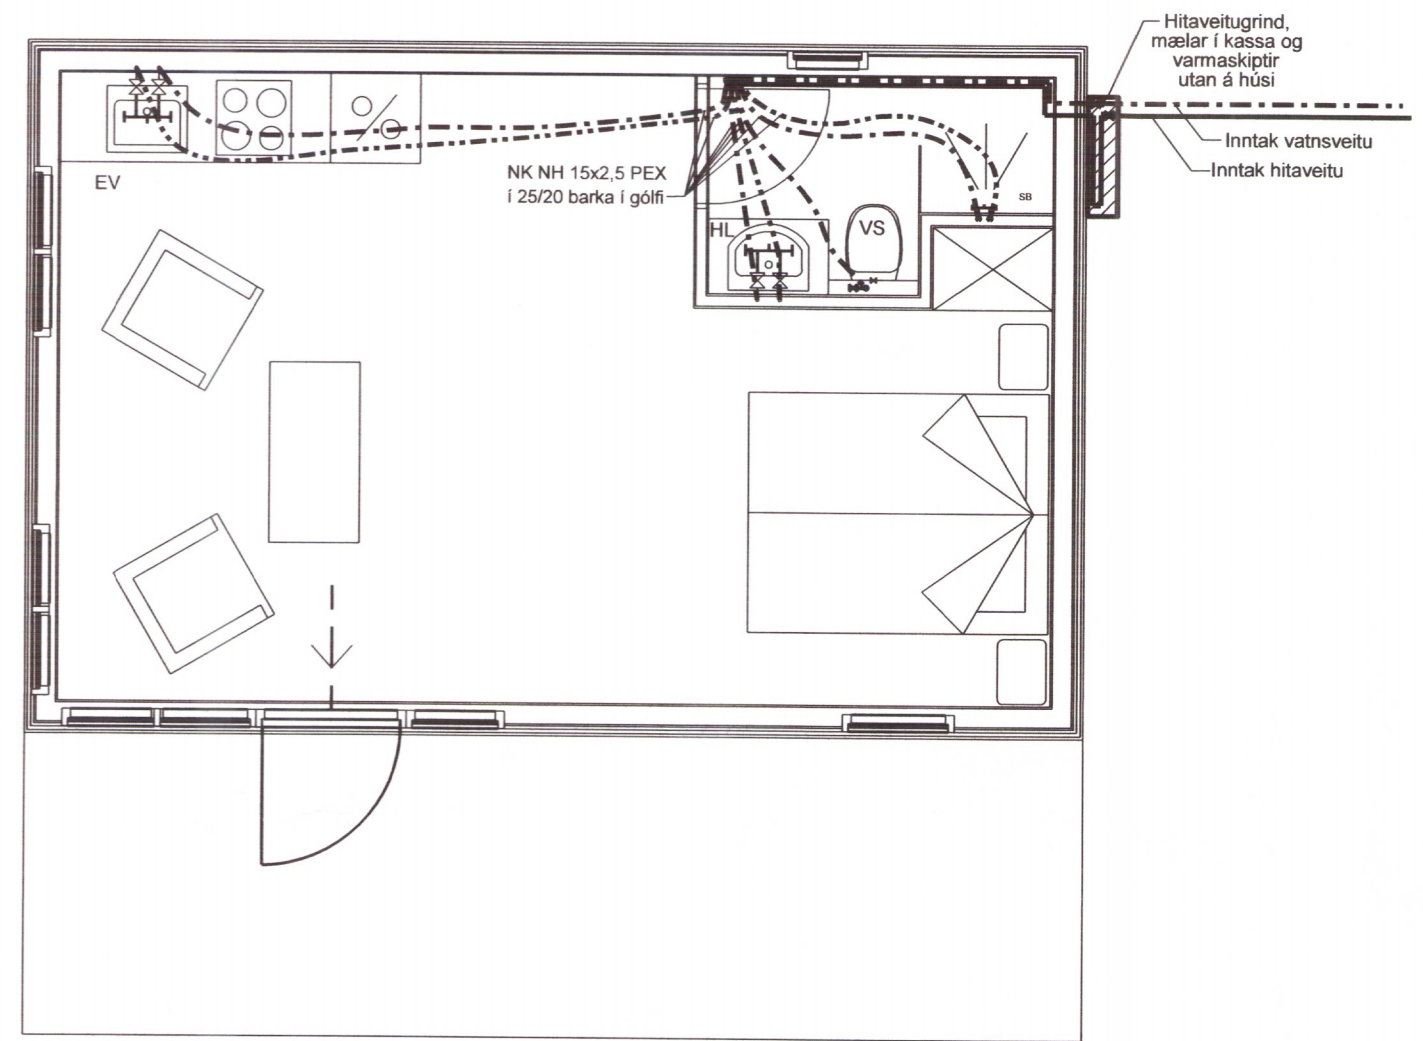 Hitaveitugrind,
mælar í kassa og
varmaskiptir
utan á húsi
Inntak vatnsveitu
Inntak hitaveitu
NK NH 15x2,5 PEX
í 25/20 barka í gólfi
EV
HL
VS
SB